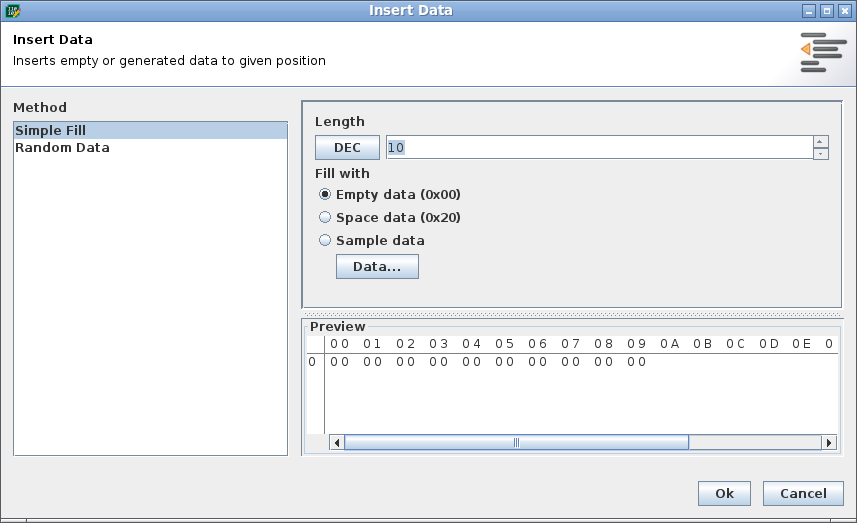 Insert Data
Insert Data
Inserts empty or generated data to given position
Method
Simple Fill
Random Data
Length
DEC 10
Fill with
Empty data (0x00)
Space data (0x20)
Sample data
Data...
Preview
00 01 02 03 04 05 06 07 08 09 0A 0B 0C 0D 0E 0
0 00 00 00 00 00 00 00 00 00 00
Ok Cancel